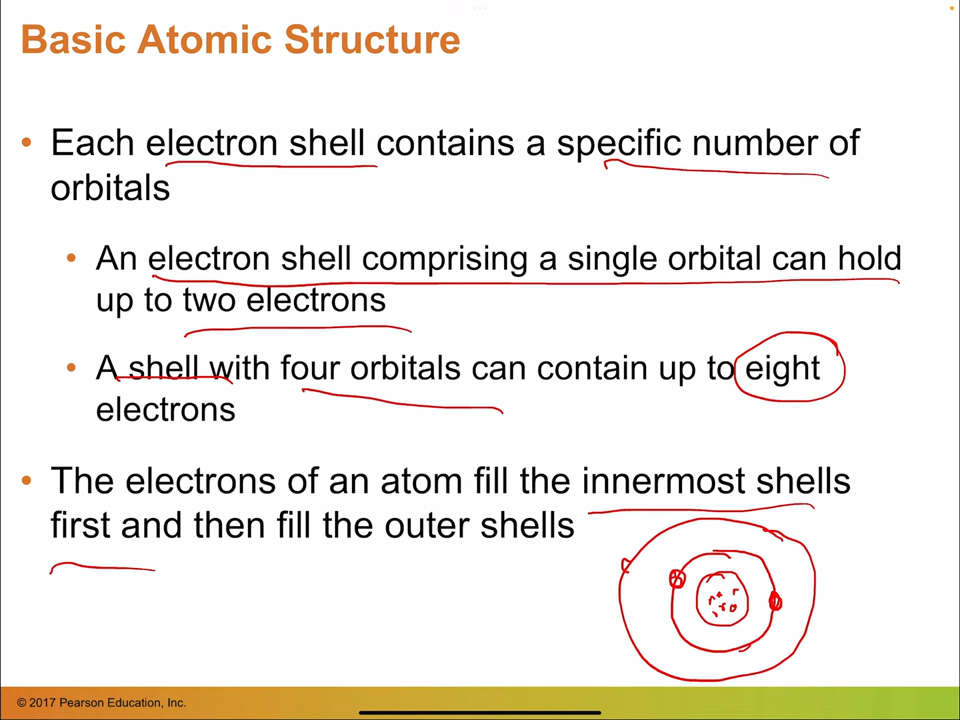 Basic Atomic Structure
• Each electron shell contains a specific number of
orbitals
• An electron shell comprising a single orbital can hold
up to two electrons
• A shell with four orbitals can contain up to eight
electrons
• The electrons of an atom fill the innermost shells
first and then fill the outer shells
© 2017 Pearson Education, Inc.